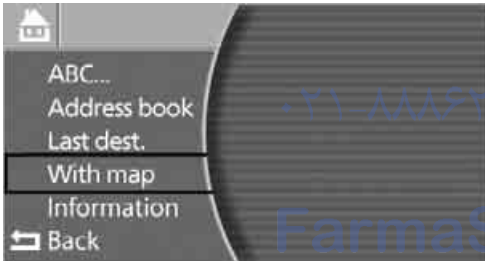 ABC...
Address book
Last dest.
With map
Information
Back